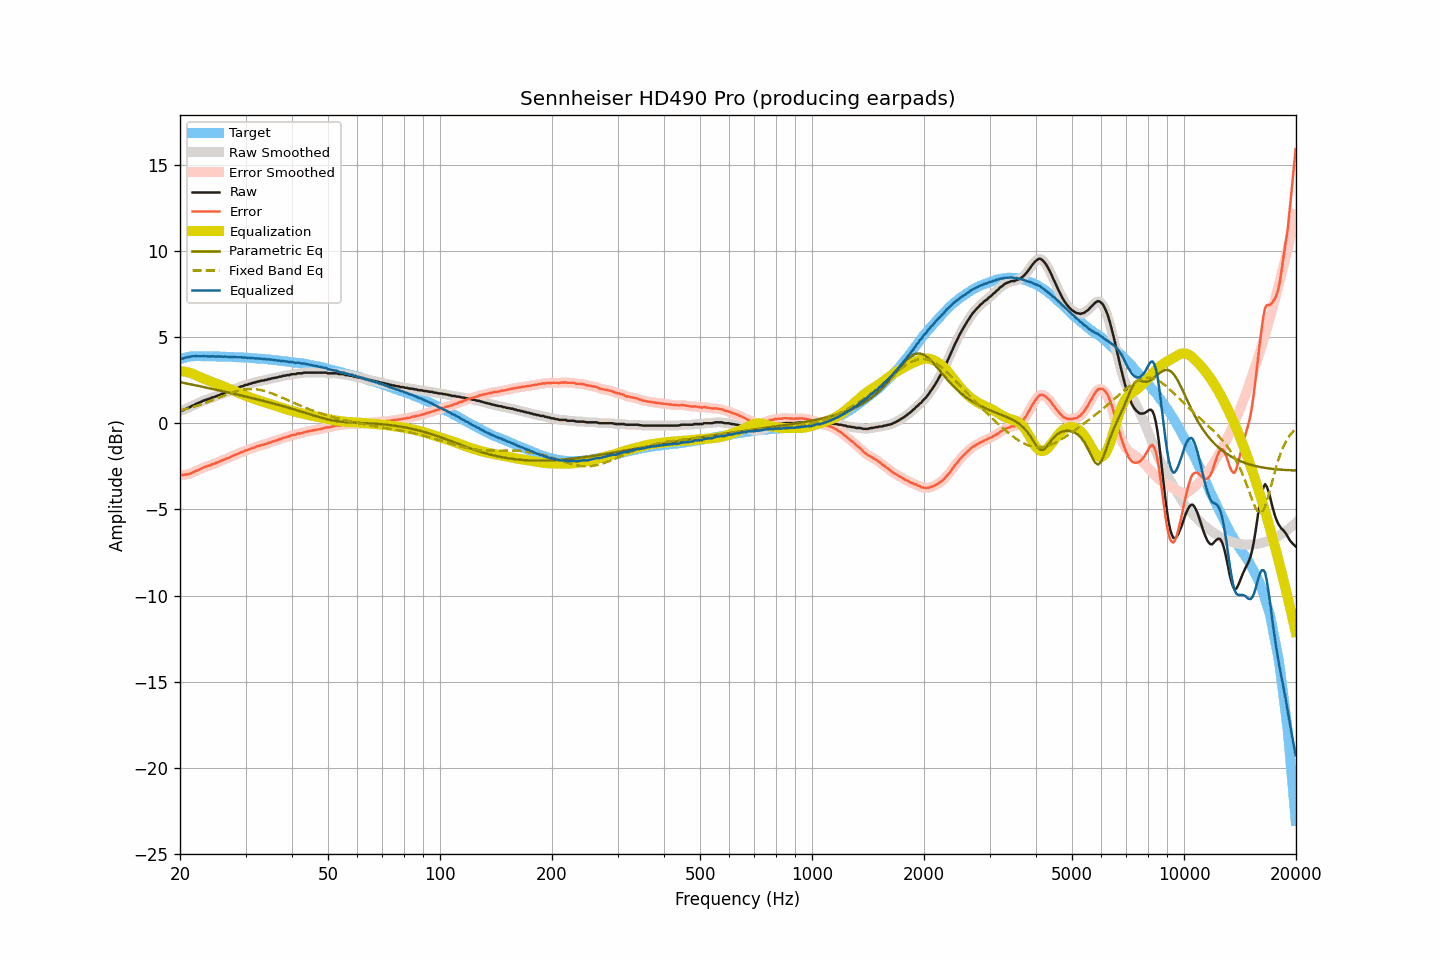 Sennheiser HD490 Pro (producing earpads)
Target
Raw Smoothed
Error Smoothed
Raw
Error
Equalization
Parametric Eq
Fixed Band Eq
Equalized
15
10
5
0
−5
−10
−15
−20
−25
Amplitude (dBr)
20 50 100 200 500 1000 2000 5000 10000 20000
Frequency (Hz)